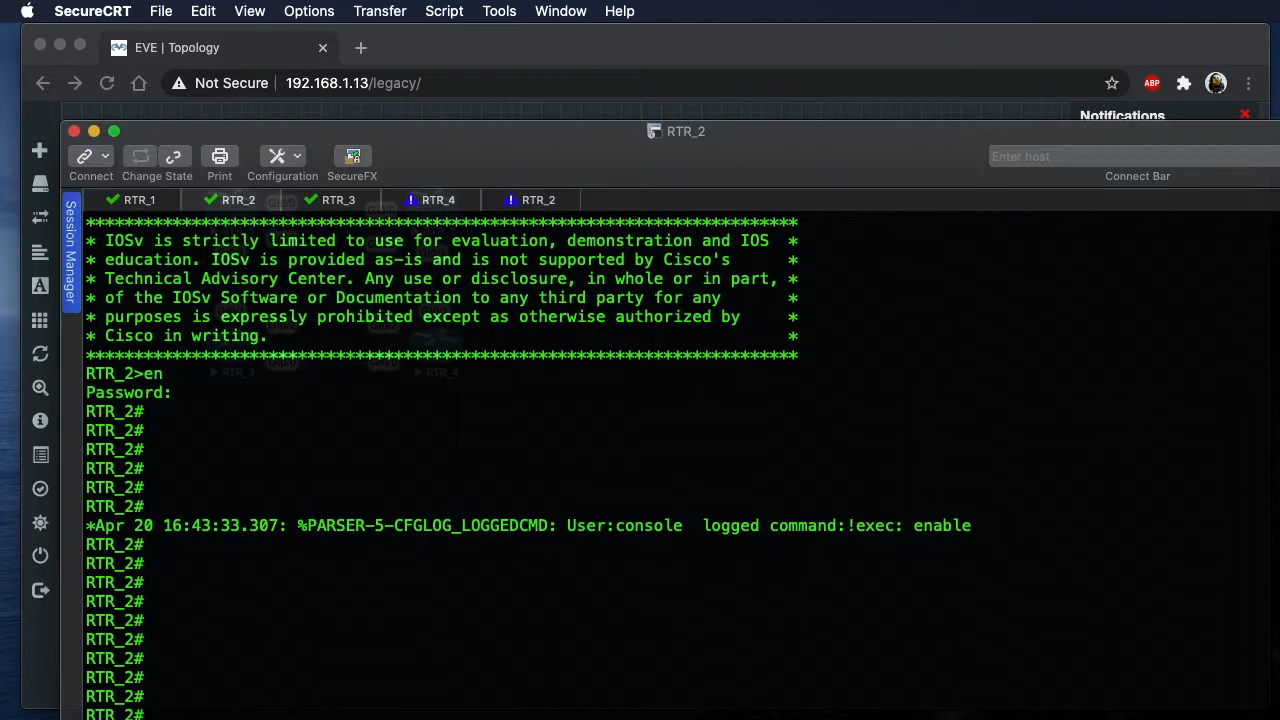 SecureCRT File Edit View Options Transfer Script Tools Window Help
EVE | Topology
Not Secure 192.168.1.13/legacy/
ABP
Notifications
RTR_2
Enter host
Connect Change State Print Configuration SecureFX Connect Bar
RTR_1 RTR_2 RTR_3 RTR_4 RTR_2
Session Manager
**************************************************************************
* IOSv is strictly limited to use for evaluation, demonstration and IOS *
* education. IOSv is provided as-is and is not supported by Cisco's *
* Technical Advisory Center. Any use or disclosure, in whole or in part, *
* of the IOSv Software or Documentation to any third party for any *
* purposes is expressly prohibited except as otherwise authorized by *
* Cisco in writing. *
**************************************************************************
RTR_2>en
RTR_3 RTR_4
Password:
RTR_2#
RTR_2#
RTR_2#
RTR_2#
RTR_2#
RTR_2#
*Apr 20 16:43:33.307: %PARSER-5-CFGLOG_LOGGEDCMD: User:console logged command:!exec: enable
RTR_2#
RTR_2#
RTR_2#
RTR_2#
RTR_2#
RTR_2#
RTR_2#
RTR_2#
RTR_2#
RTR_2#